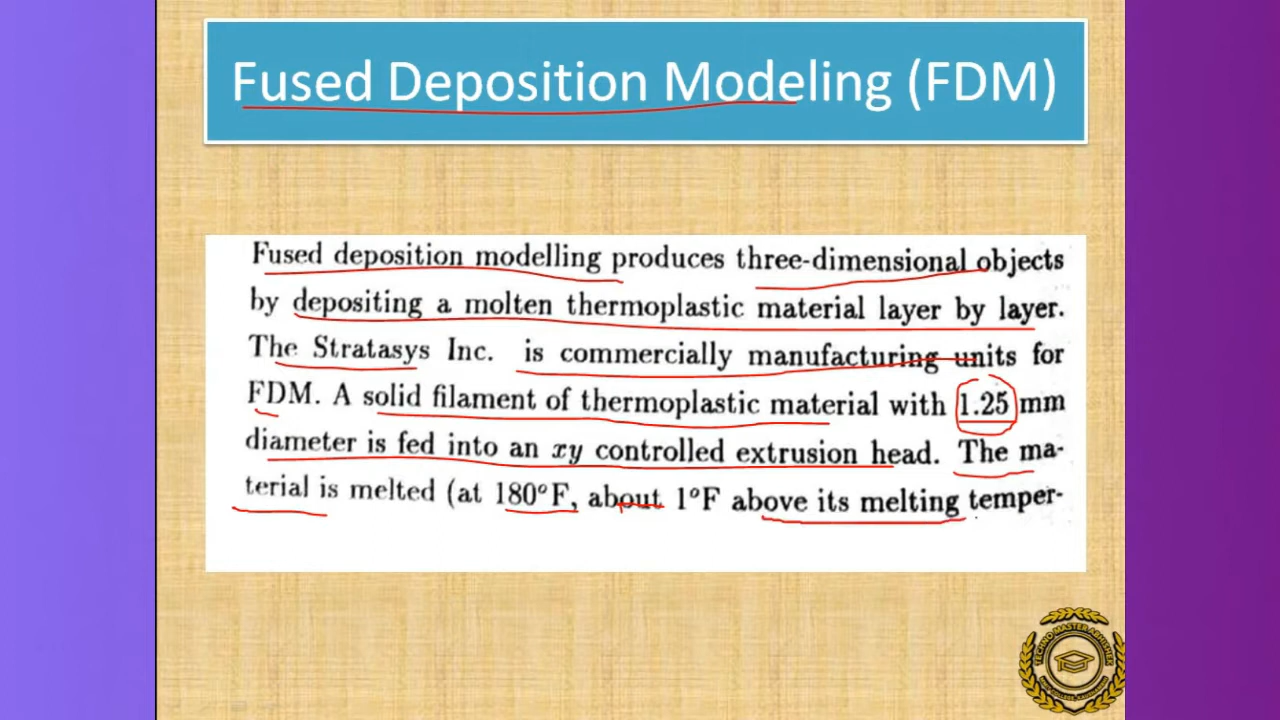 Fused Deposition Modeling (FDM)
Fused deposition modelling produces three-dimensional objects
by depositing a molten thermoplastic material layer by layer.
The Stratasys Inc. is commercially manufacturing units for
FDM. A solid filament of thermoplastic material with 1.25 mm
diameter is fed into an xy controlled extrusion head. The ma-
terial is melted (at 180°F, about 1°F above its melting temper-
TECHNO MASTER ABHISHEK